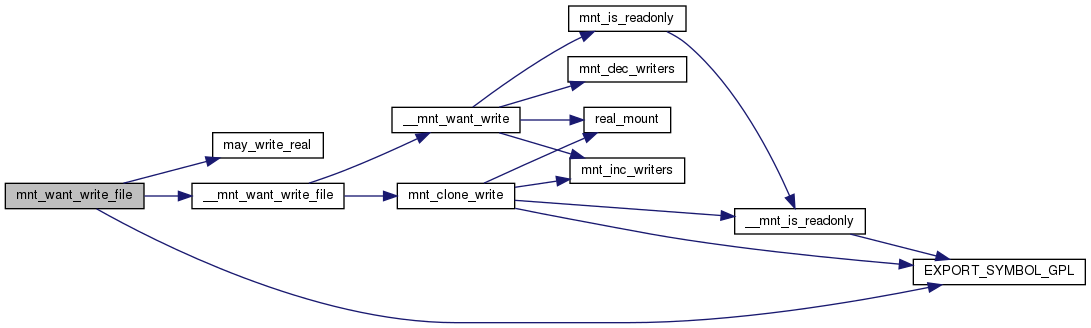 mnt_is_readonly
mnt_dec_writers
__mnt_want_write
real_mount
may_write_real
mnt_inc_writers
mnt_want_write_file
__mnt_want_write_file
mnt_clone_write
__mnt_is_readonly
EXPORT_SYMBOL_GPL